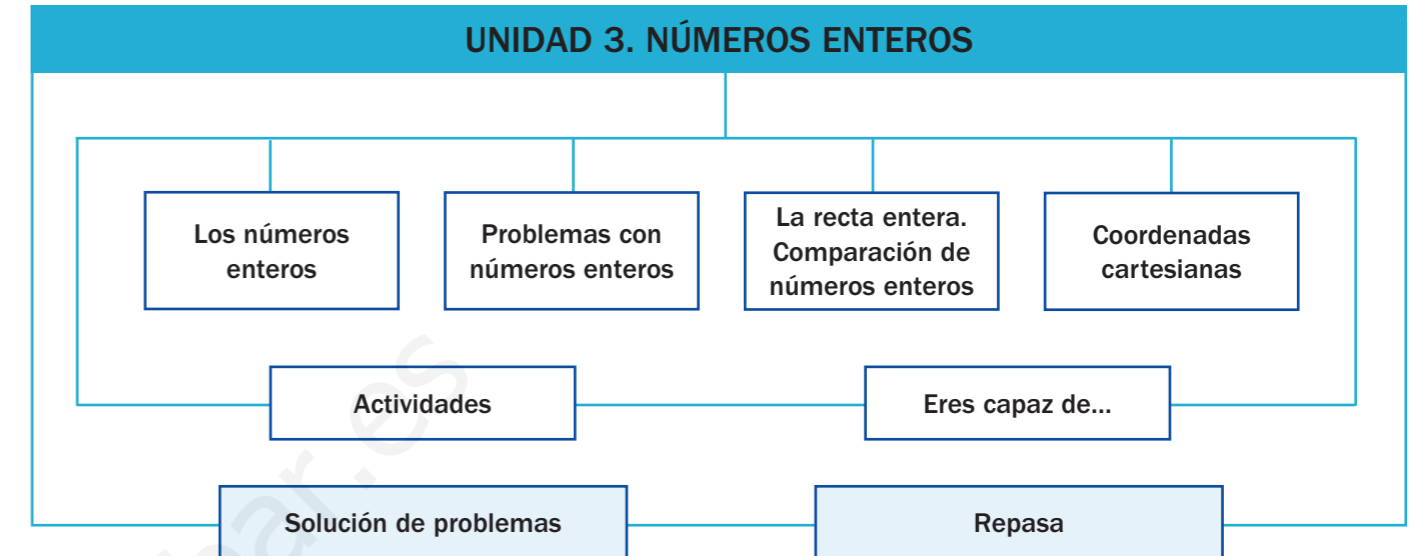 UNIDAD 3. NÚMEROS ENTEROS
Los números
enteros
Problemas con
números enteros
La recta entera.
Comparación de
números enteros
Coordenadas
cartesianas
Actividades
Eres capaz de...
Solución de problemas
Repasa